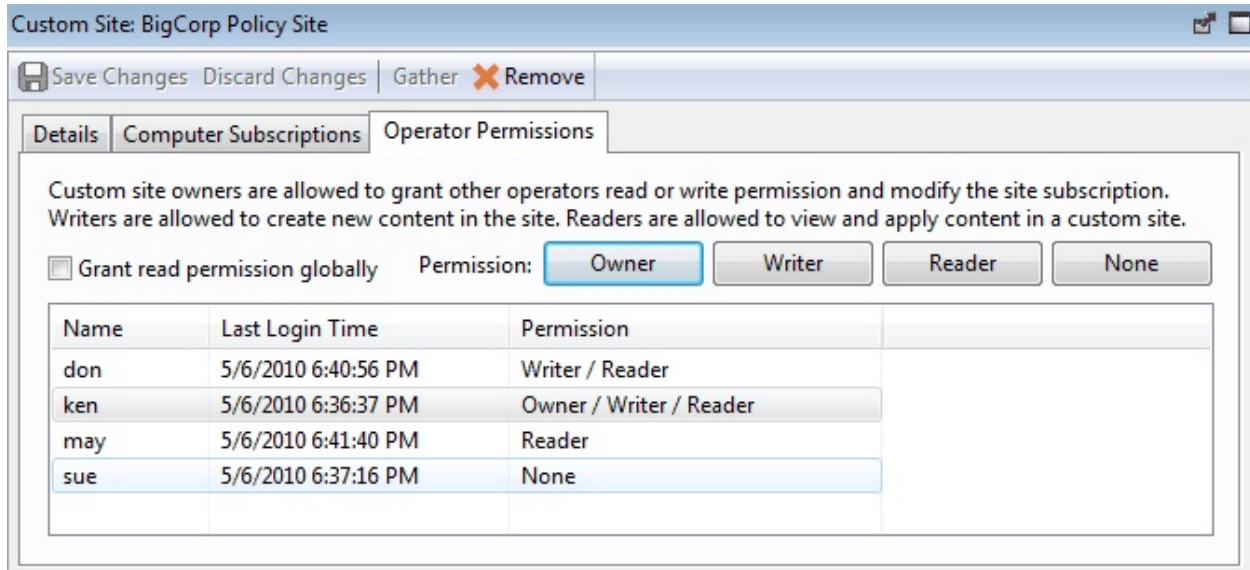 Custom Site: BigCorp Policy Site
Save Changes Discard Changes Gather Remove
Details Computer Subscriptions Operator Permissions
Custom site owners are allowed to grant other operators read or write permission and modify the site subscription.
Writers are allowed to create new content in the site. Readers are allowed to view and apply content in a custom site.
Grant read permission globally Permission: Owner Writer Reader None
Name Last Login Time Permission
don 5/6/2010 6:40:56 PM Writer / Reader
ken 5/6/2010 6:36:37 PM Owner / Writer / Reader
may 5/6/2010 6:41:40 PM Reader
sue 5/6/2010 6:37:16 PM None